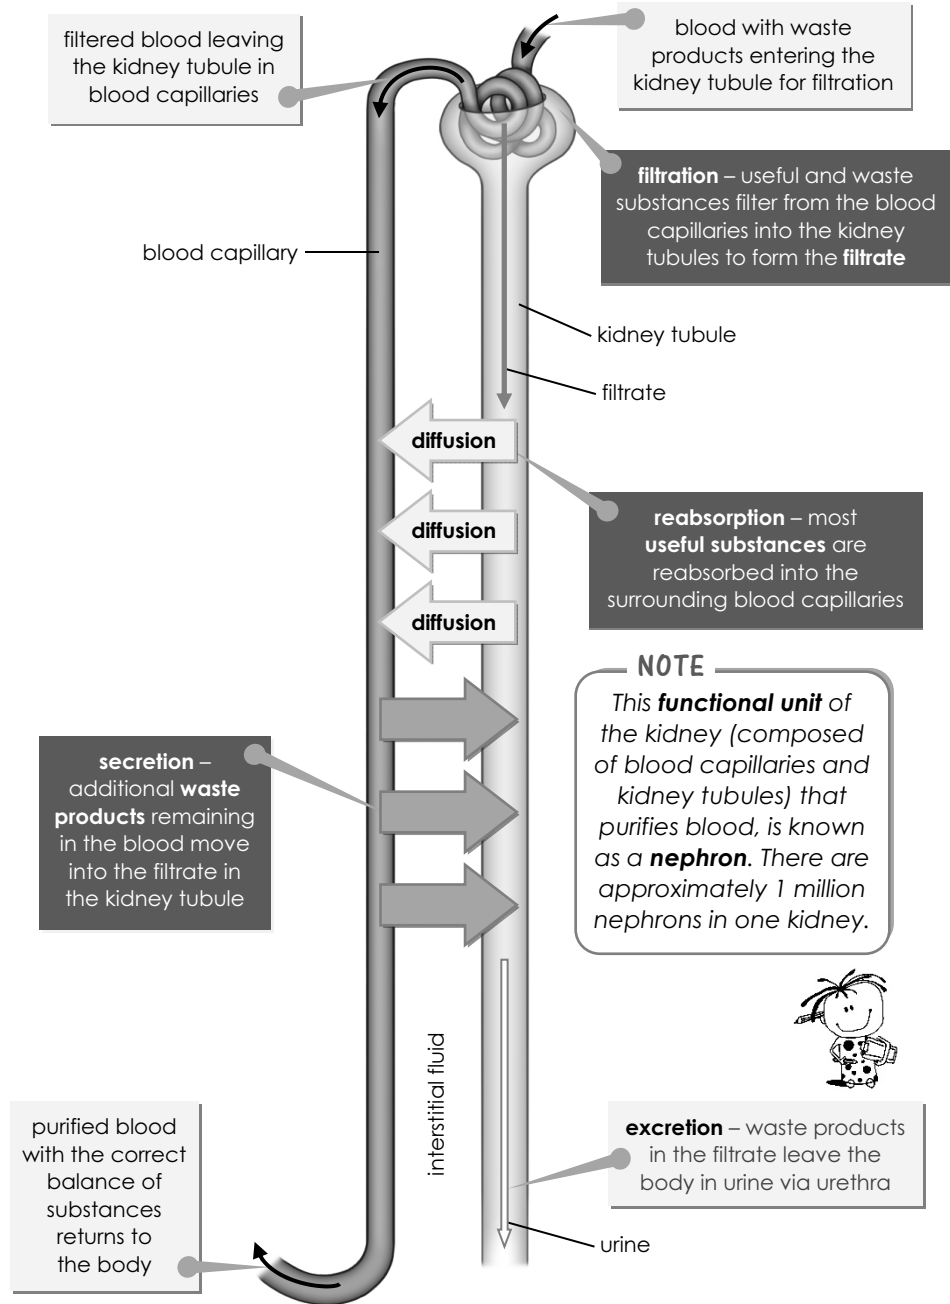 filtered blood leaving
the kidney tubule in
blood capillaries
blood with waste
products entering the
kidney tubule for filtration
filtration – useful and waste
substances filter from the blood
capillaries into the kidney
tubules to form the filtrate
blood capillary
kidney tubule
filtrate
diffusion
diffusion
diffusion
reabsorption – most
useful substances are
reabsorbed into the
surrounding blood capillaries
NOTE
This functional unit of
the kidney (composed
of blood capillaries and
kidney tubules) that
purifies blood, is known
as a nephron. There are
approximately 1 million
nephrons in one kidney.
secretion –
additional waste
products remaining
in the blood move
into the filtrate in
the kidney tubule
interstitial fluid
purified blood
with the correct
balance of
substances
returns to
the body
excretion – waste products
in the filtrate leave the
body in urine via urethra
urine